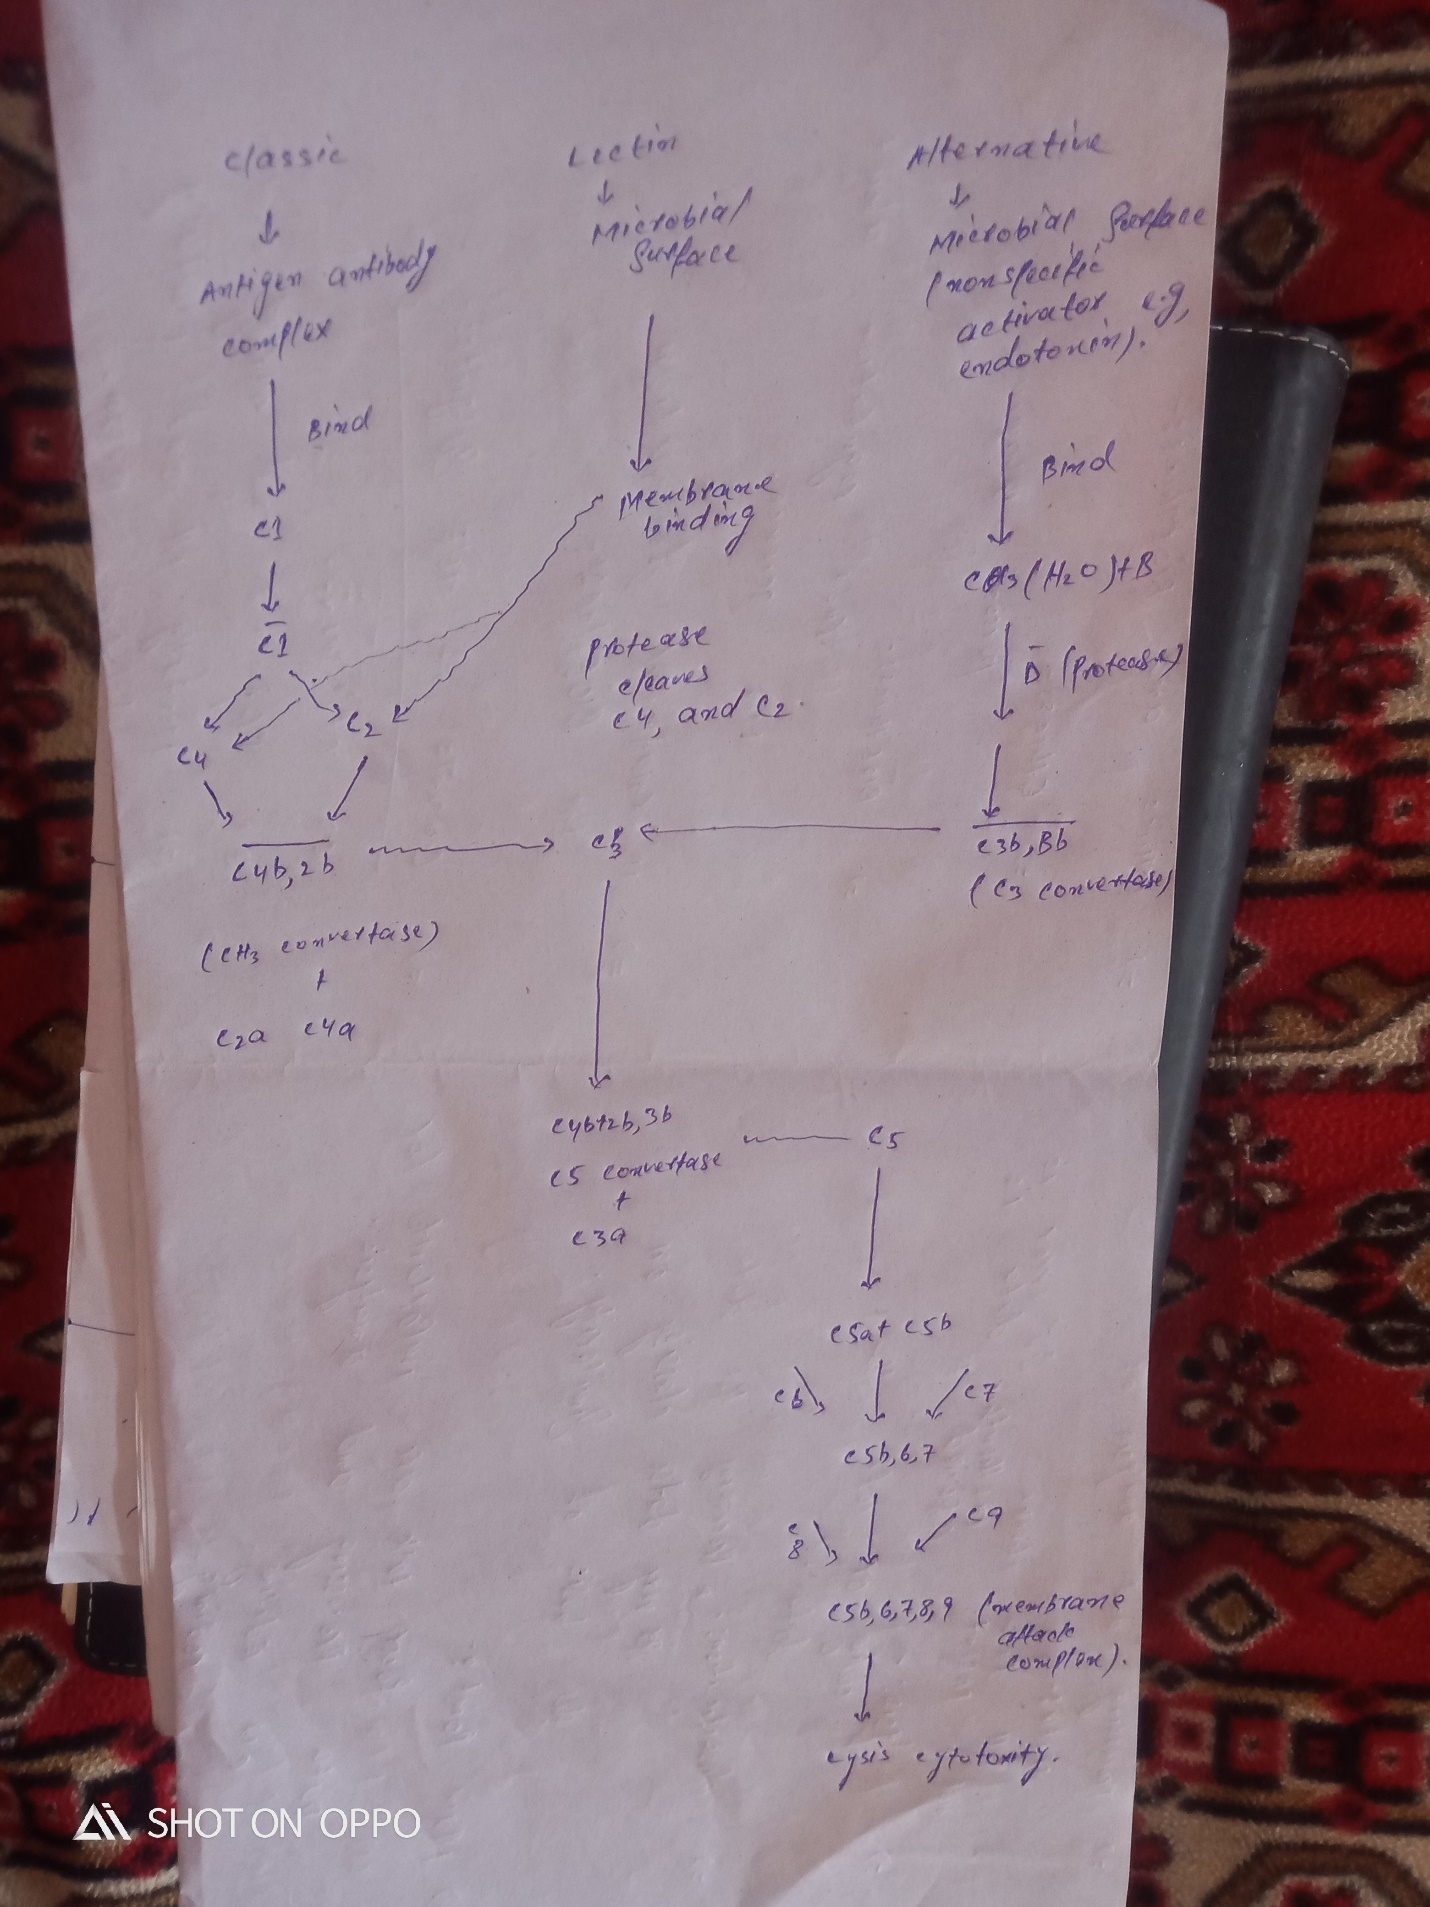 Classic
Lectin
Alternative
Microbial
Surface
Microbial Surface
(nonspecific
activator e.g,
endotoxin).
Antigen antibody
complex
Bind
Membrane
binding
Bind
C1
C1
CH3 (H2O)+B
D (Protease)
protease
cleaves
C4, and C2.
C4
C2
C4b,2b
C3
C3b,Bb
(C3 convertase)
(CH3 convertase)
+
C2a C4a
C4b+2b,3b
C5 convertase
+
C3a
C5
C5a+ C5b
C6
C7
C5b,6,7
C8
C9
C5b,6,7,8,9 (membrane
attack
complex).
Lysis cytotoxity.
SHOT ON OPPO